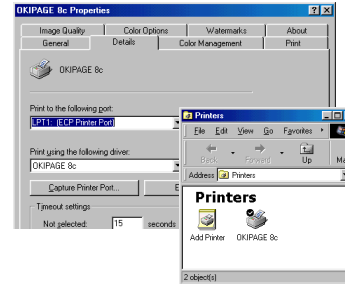 OKIPAGE 8c Properties
Image Quality
Color Options
Watermarks
About
General
Details
Color Management
Print
OKIPAGE 8c
Print to the following port:
LPT1: (ECP Printer Port)
Print using the following driver:
OKIPAGE 8c
Capture Printer Port...
E
Timeout settings
Not selected:
15
seconds
Printers
File Edit View Go Favorites
Back
Forward
Up
Address
Printers
Printers
Add Printer
OKIPAGE 8c
2 object(s)